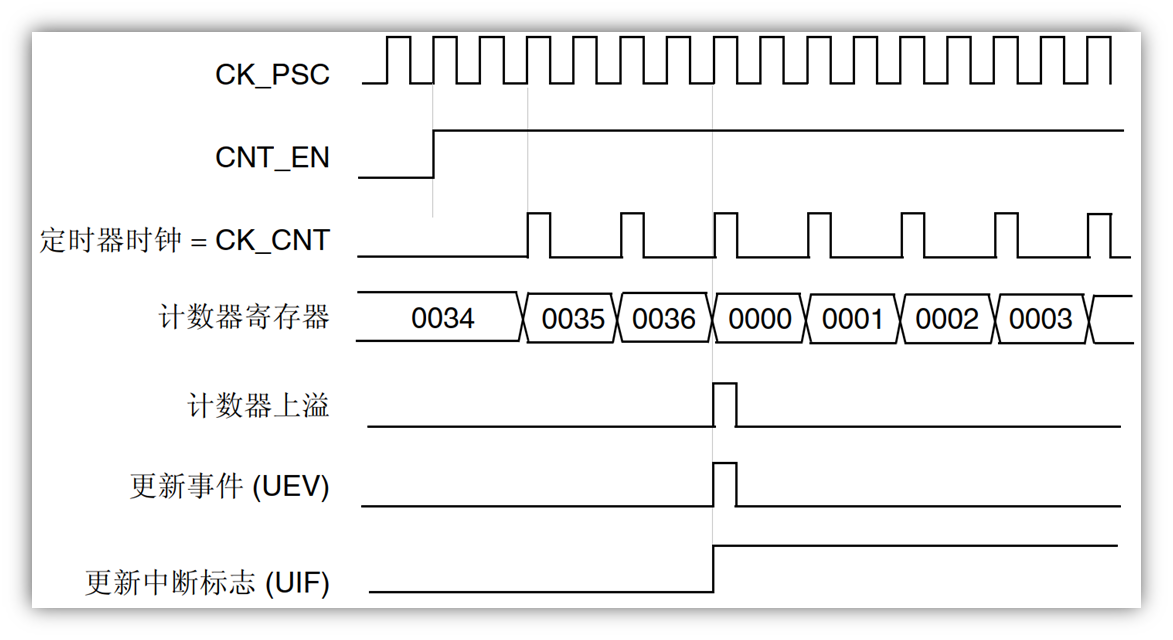 CK_PSC
CNT_EN
定时器时钟 = CK_CNT
计数器寄存器
0034 0035 0036 0000 0001 0002 0003
计数器上溢
更新事件 (UEV)
更新中断标志 (UIF)